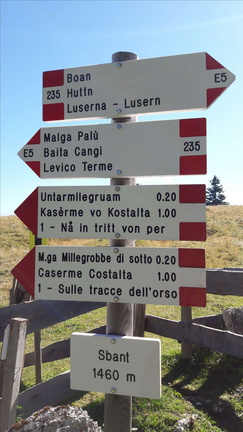 Boan
235 Huttn E5
Luserna - Lusern
Malga Palù
E5 Baita Cangi 235
Levico Terme
Untarmilegruam 0.20
Kasèrme vo Kostalta 1.00
1 - Nå in tritt von per
M.ga Millegrobbe di sotto 0.20
Caserme Costalta 1.00
1 - Sulle tracce dell'orso
Sbant
1460 m